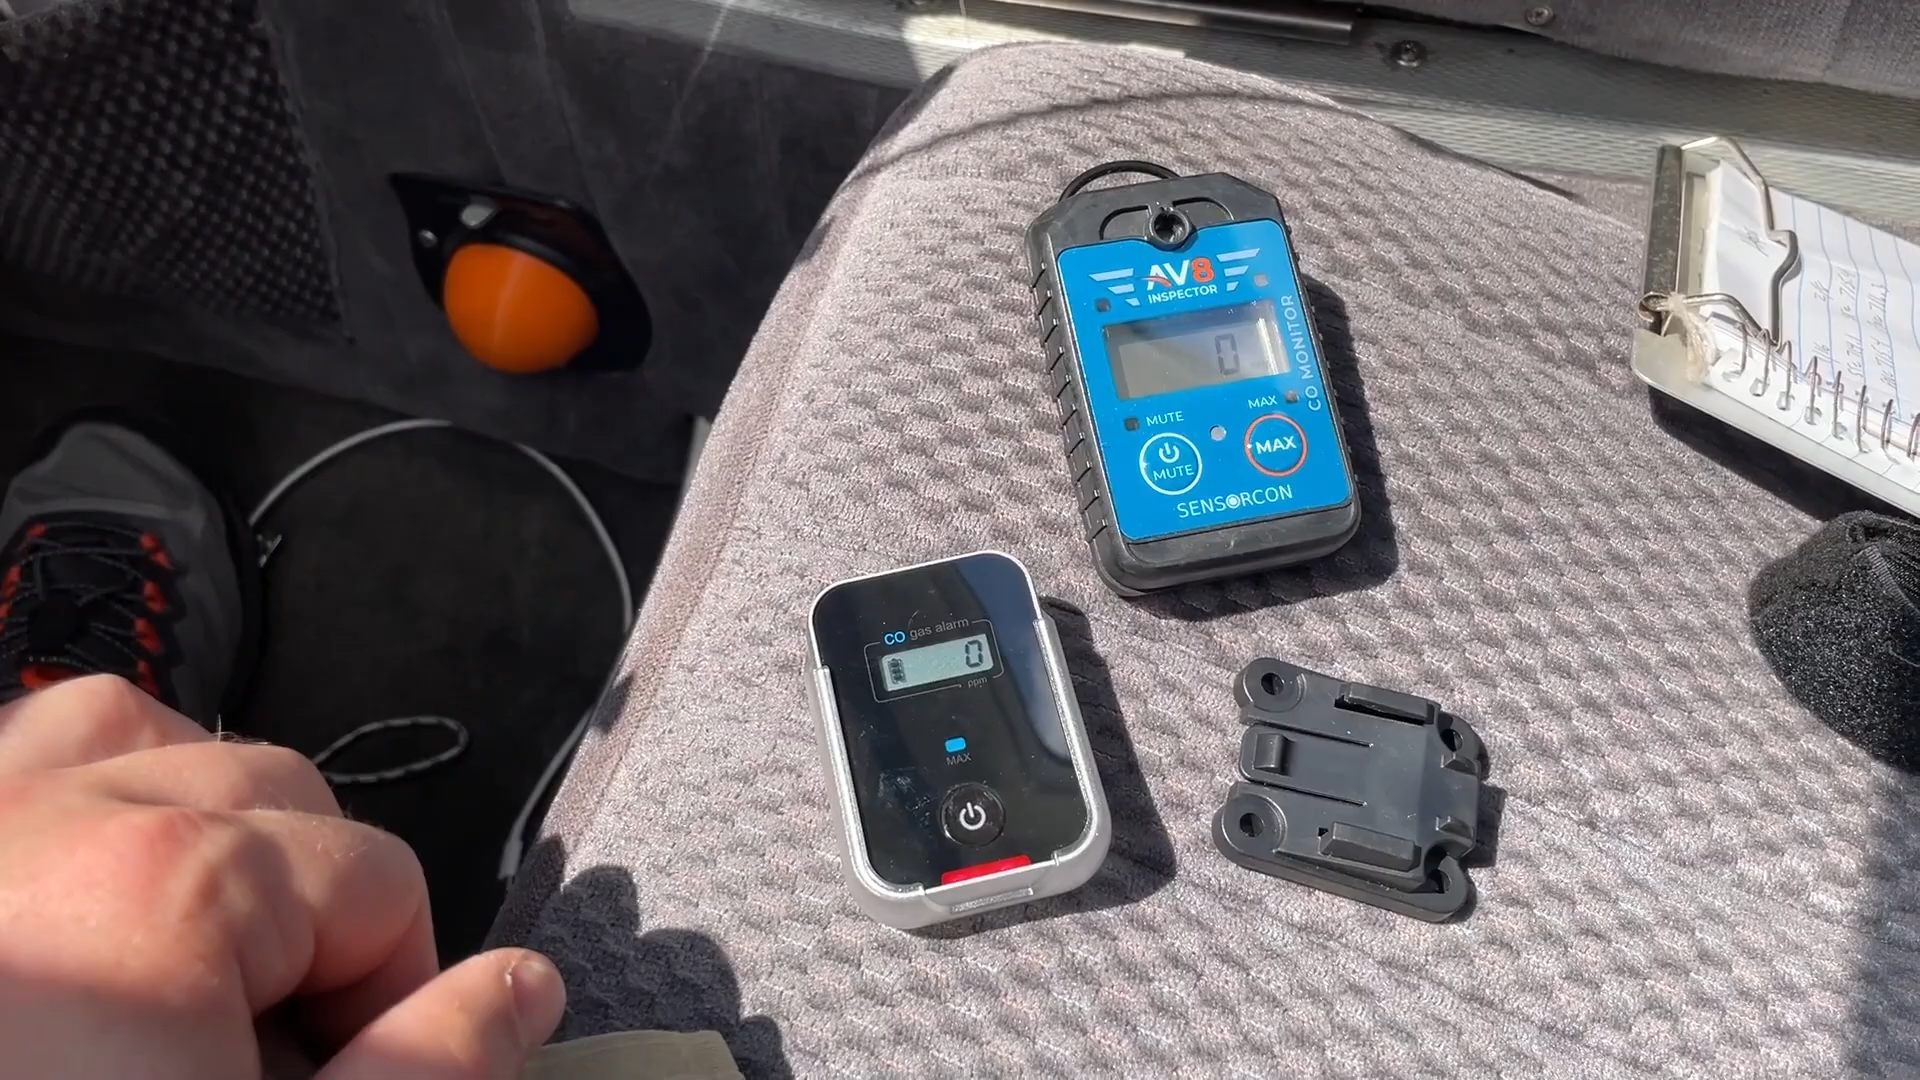 AV8
INSPECTOR
CO MONITOR
0
MUTE
MAX
MUTE
MAX
SENSORCON
CO gas alarm
0
ppm
MAX